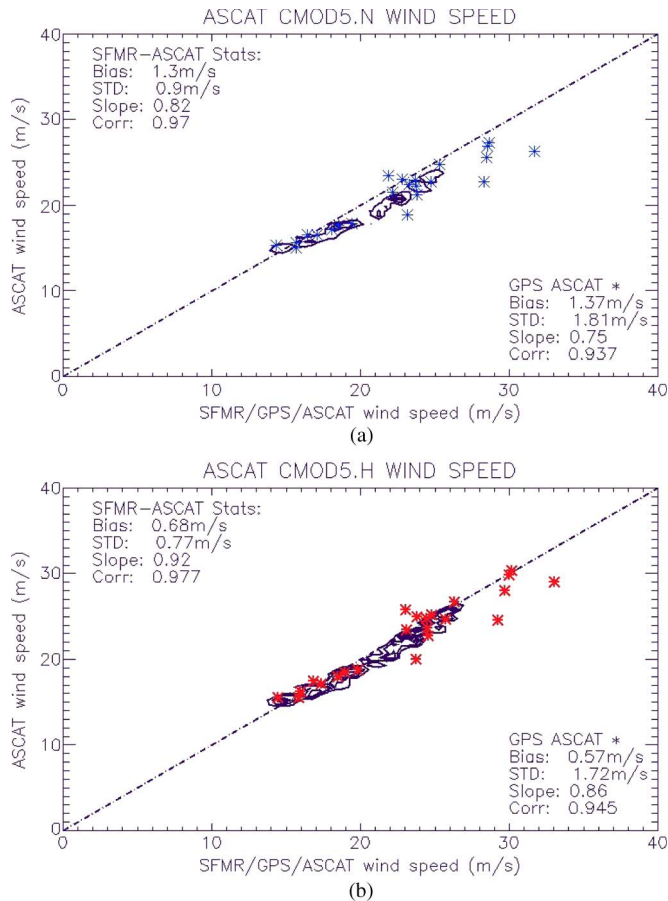 ASCAT CMOD5.N WIND SPEED
40
SFMR-ASCAT Stats:
Bias: 1.3m/s
STD: 0.9m/s
Slope: 0.82
Corr: 0.97
30
ASCAT wind speed (m/s)
20
GPS ASCAT *
Bias: 1.37m/s
STD: 1.81m/s
Slope: 0.75
Corr: 0.937
10
0
0 10 20 30 40
SFMR/GPS/ASCAT wind speed (m/s)
(a)
ASCAT CMOD5.H WIND SPEED
40
SFMR-ASCAT Stats:
Bias: 0.68m/s
STD: 0.77m/s
Slope: 0.92
Corr: 0.977
30
ASCAT wind speed (m/s)
20
GPS ASCAT *
Bias: 0.57m/s
STD: 1.72m/s
Slope: 0.86
Corr: 0.945
10
0
0 10 20 30 40
SFMR/GPS/ASCAT wind speed (m/s)
(b)